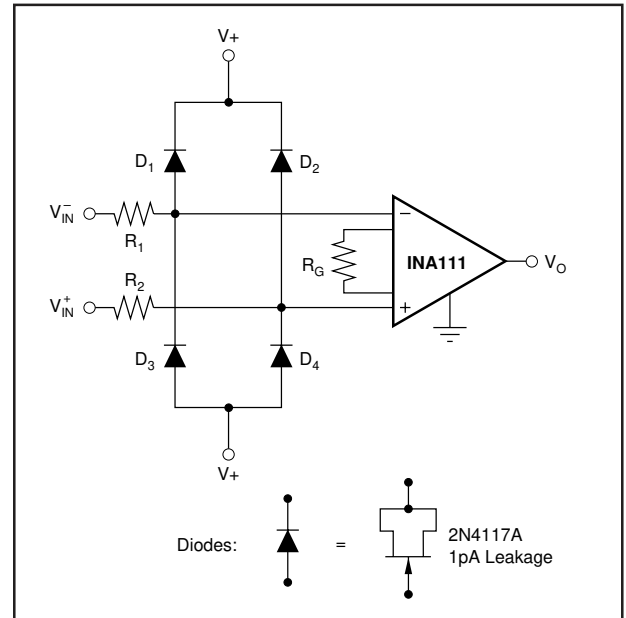 V+
D1 D2
V⁻IN
R1
− INA111 VO
RG
R2
V⁺IN
+
D3 D4
V+
Diodes: = 2N4117A
1pA Leakage